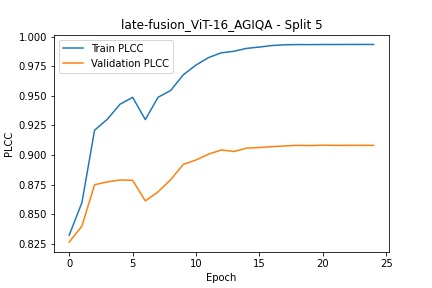 late-fusion_ViT-16_AGIQA - Split 5
1.000
0.975
0.950
0.925
0.900
0.875
0.850
0.825
PLCC
Train PLCC
Validation PLCC
0 5 10 15 20 25
Epoch